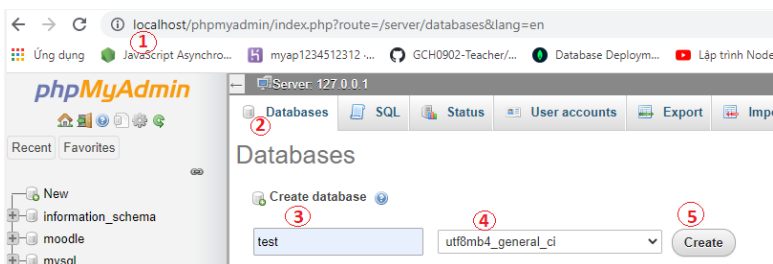 localhost/phpmyadmin/index.php?route=/server/databases&lang=en
1
Ứng dụng JavaScript Asynchro... myap1234512312 -... GCH0902-Teacher/... Database Deploym... Lập trình Node
phpMyAdmin
Server: 127.0.0.1
Databases SQL Status User accounts Export Impo
2
Recent Favorites
Databases
New
information_schema
moodle
mysql
Create database
3 4 5
test utf8mb4_general_ci Create